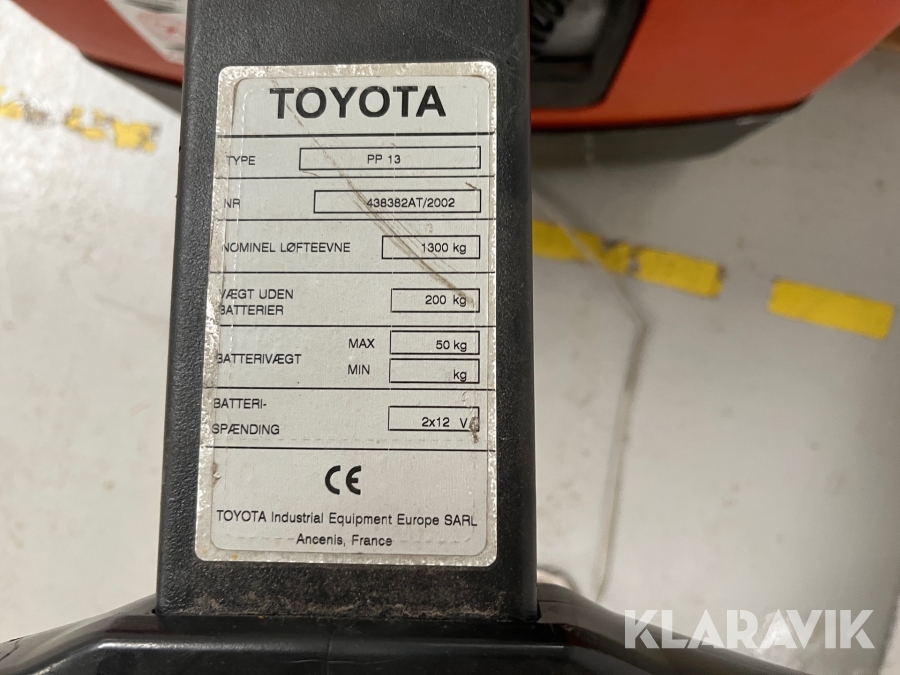 TOYOTA
TYPE PP 13
NR 438382AT/2002
NOMINEL LØFTEEVNE 1300 kg
VÆGT UDEN
BATTERIER 200 kg
BATTERIVÆGT MAX 50 kg
MIN kg
BATTERI-
SPÆNDING 2x12 V
CE
TOYOTA Industrial Equipment Europe SARL
Ancenis, France
KLARAVIK